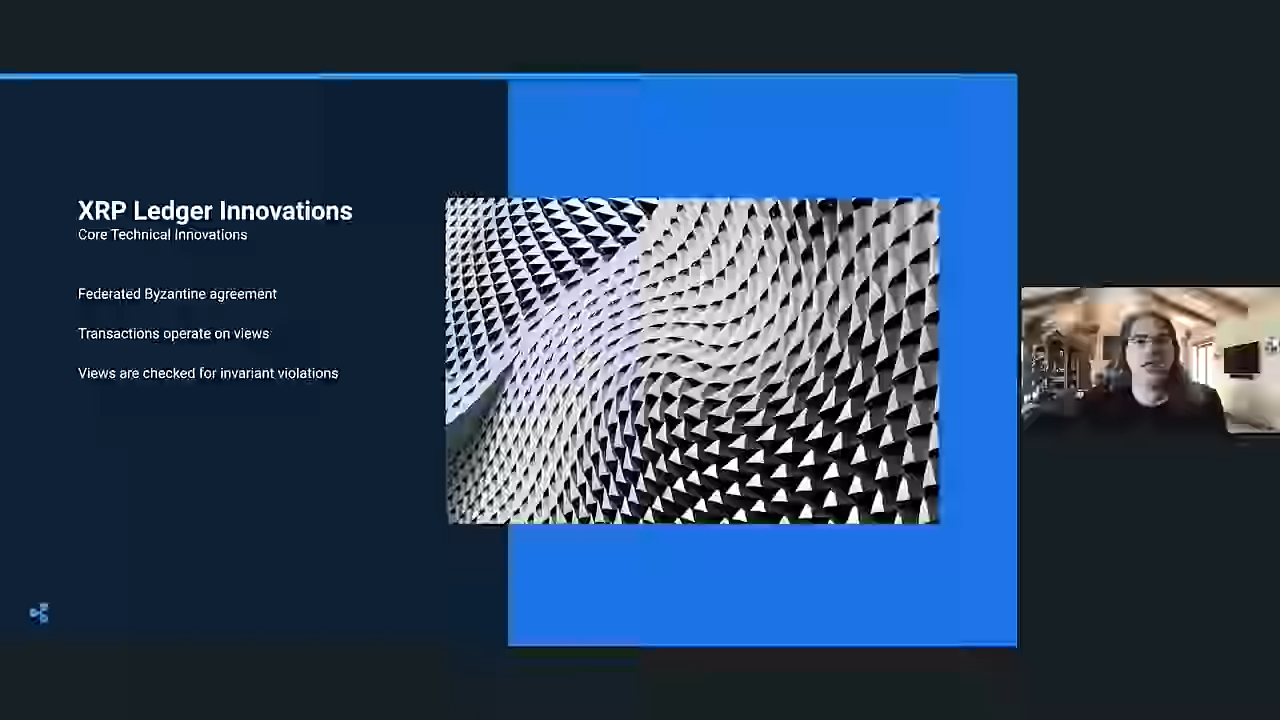 XRP Ledger Innovations
Core Technical Innovations
Federated Byzantine agreement
Transactions operate on views
Views are checked for invariant violations